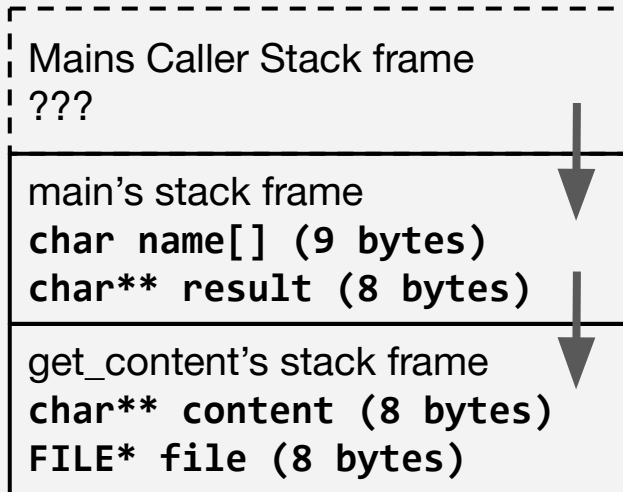 Mains Caller Stack frame
???
main’s stack frame
char name[] (9 bytes)
char** result (8 bytes)
get_content’s stack frame
char** content (8 bytes)
FILE* file (8 bytes)